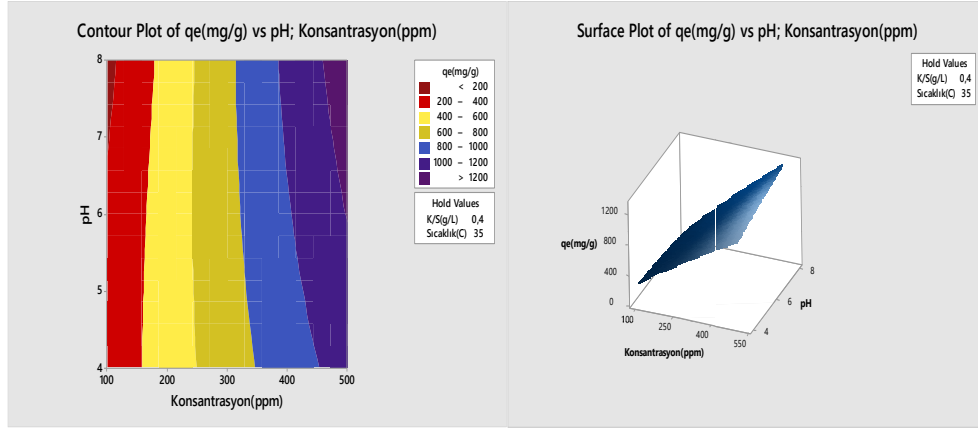 Contour Plot of qe(mg/g) vs pH; Konsantrasyon(ppm)
8
7
6
5
4
pH
100 200 300 400 500
Konsantrasyon(ppm)
qe(mg/g)
< 200
200 – 400
400 – 600
600 – 800
800 – 1000
1000 – 1200
> 1200
Hold Values
K/S(g/L) 0,4
Sıcaklık(C) 35
Surface Plot of qe(mg/g) vs pH; Konsantrasyon(ppm)
Hold Values
K/S(g/L) 0,4
Sıcaklık(C) 35
1200
800
400
0
qe(mg/g)
100
250
400
550
Konsantrasyon(ppm)
4
6
8
pH